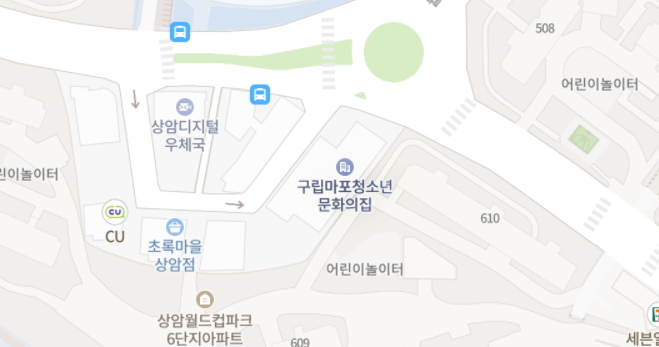 508
어린이놀이터
상암디지털
우체국
린이놀이터
구립마포청소년
문화의집
610
CU
CU
초록마을
상암점
어린이놀이터
상암월드컵파크
6단지아파트
609
세븐일